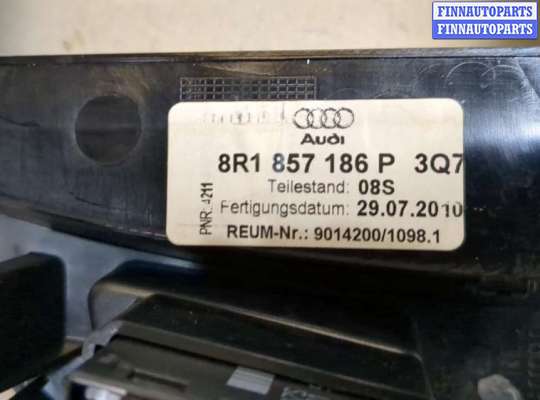 FINNAUTOPARTS
FINNAUTOPARTS
FINNAUTOPARTS
Audi
8R1 857 186 P 3Q7
Teilestand: 08S
Fertigungsdatum: 29.07.2010
REUM-Nr.: 9014200/1098.1
PNR: 4211